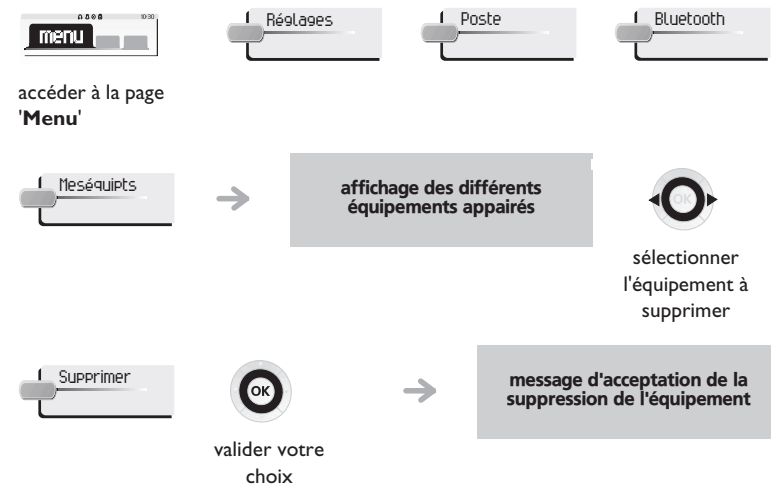 10:30
menu
Réglages
Poste
Bluetooth
accéder à la page
'Menu'
Meséquipts
affichage des différents
équipements appairés
OK
sélectionner
l'équipement à
supprimer
Supprimer
OK
message d'acceptation de la
suppression de l'équipement
valider votre
choix